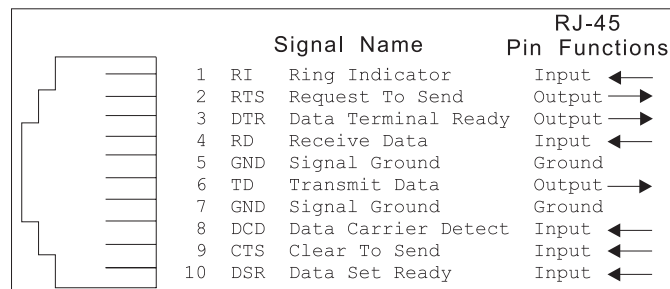 RJ-45
Signal Name Pin Functions
1 RI Ring Indicator Input
2 RTS Request To Send Output
3 DTR Data Terminal Ready Output
4 RD Receive Data Input
5 GND Signal Ground Ground
6 TD Transmit Data Output
7 GND Signal Ground Ground
8 DCD Data Carrier Detect Input
9 CTS Clear To Send Input
10 DSR Data Set Ready Input